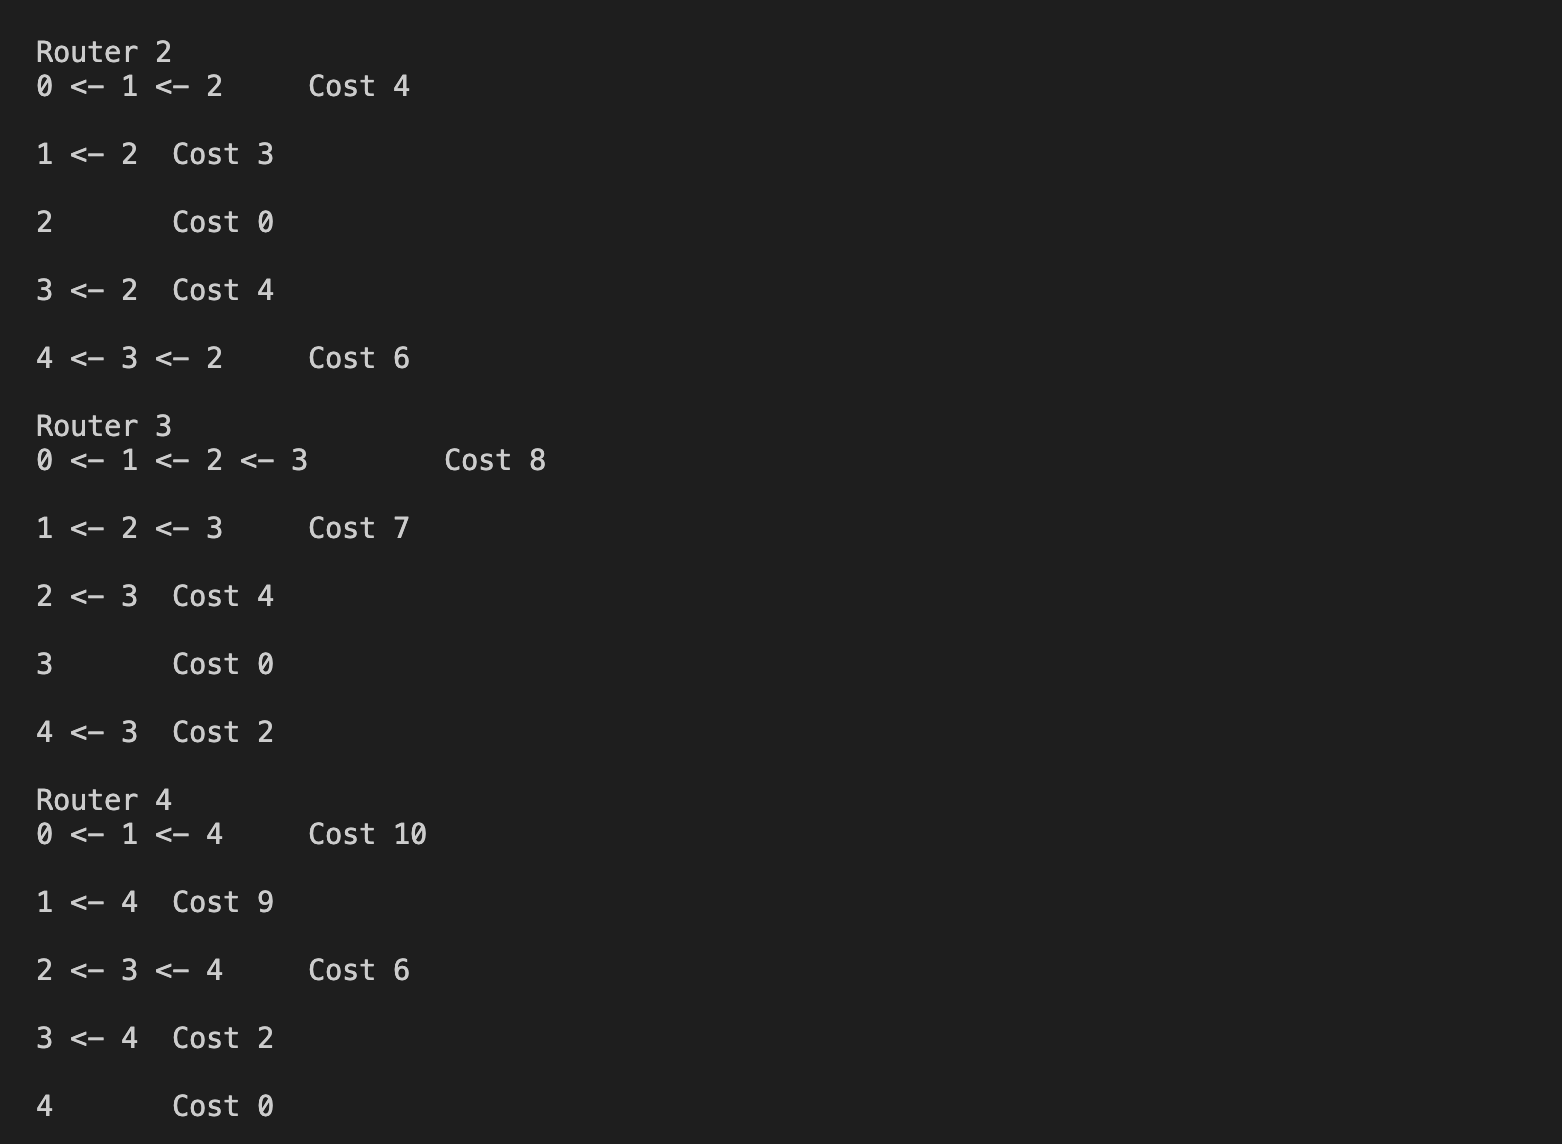 Router 2
0 <- 1 <- 2     Cost 4
1 <- 2  Cost 3
2       Cost 0
3 <- 2  Cost 4
4 <- 3 <- 2     Cost 6
Router 3
0 <- 1 <- 2 <- 3        Cost 8
1 <- 2 <- 3     Cost 7
2 <- 3  Cost 4
3       Cost 0
4 <- 3  Cost 2
Router 4
0 <- 1 <- 4     Cost 10
1 <- 4  Cost 9
2 <- 3 <- 4     Cost 6
3 <- 4  Cost 2
4       Cost 0